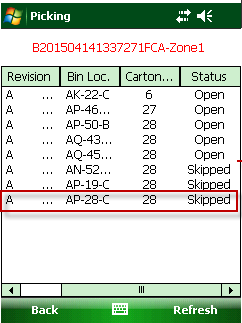 Picking
B201504141337271FCA-Zone1
Revision Bin Loc. Carton... Status
A ... AK-22-C 6 Open
A ... AP-46... 27 Open
A ... AP-50-B 28 Open
A ... AQ-43... 28 Open
A ... AQ-45... 28 Open
A ... AN-52... 28 Skipped
A ... AP-19-C 28 Skipped
A ... AP-28-C 28 Skipped
Back Refresh